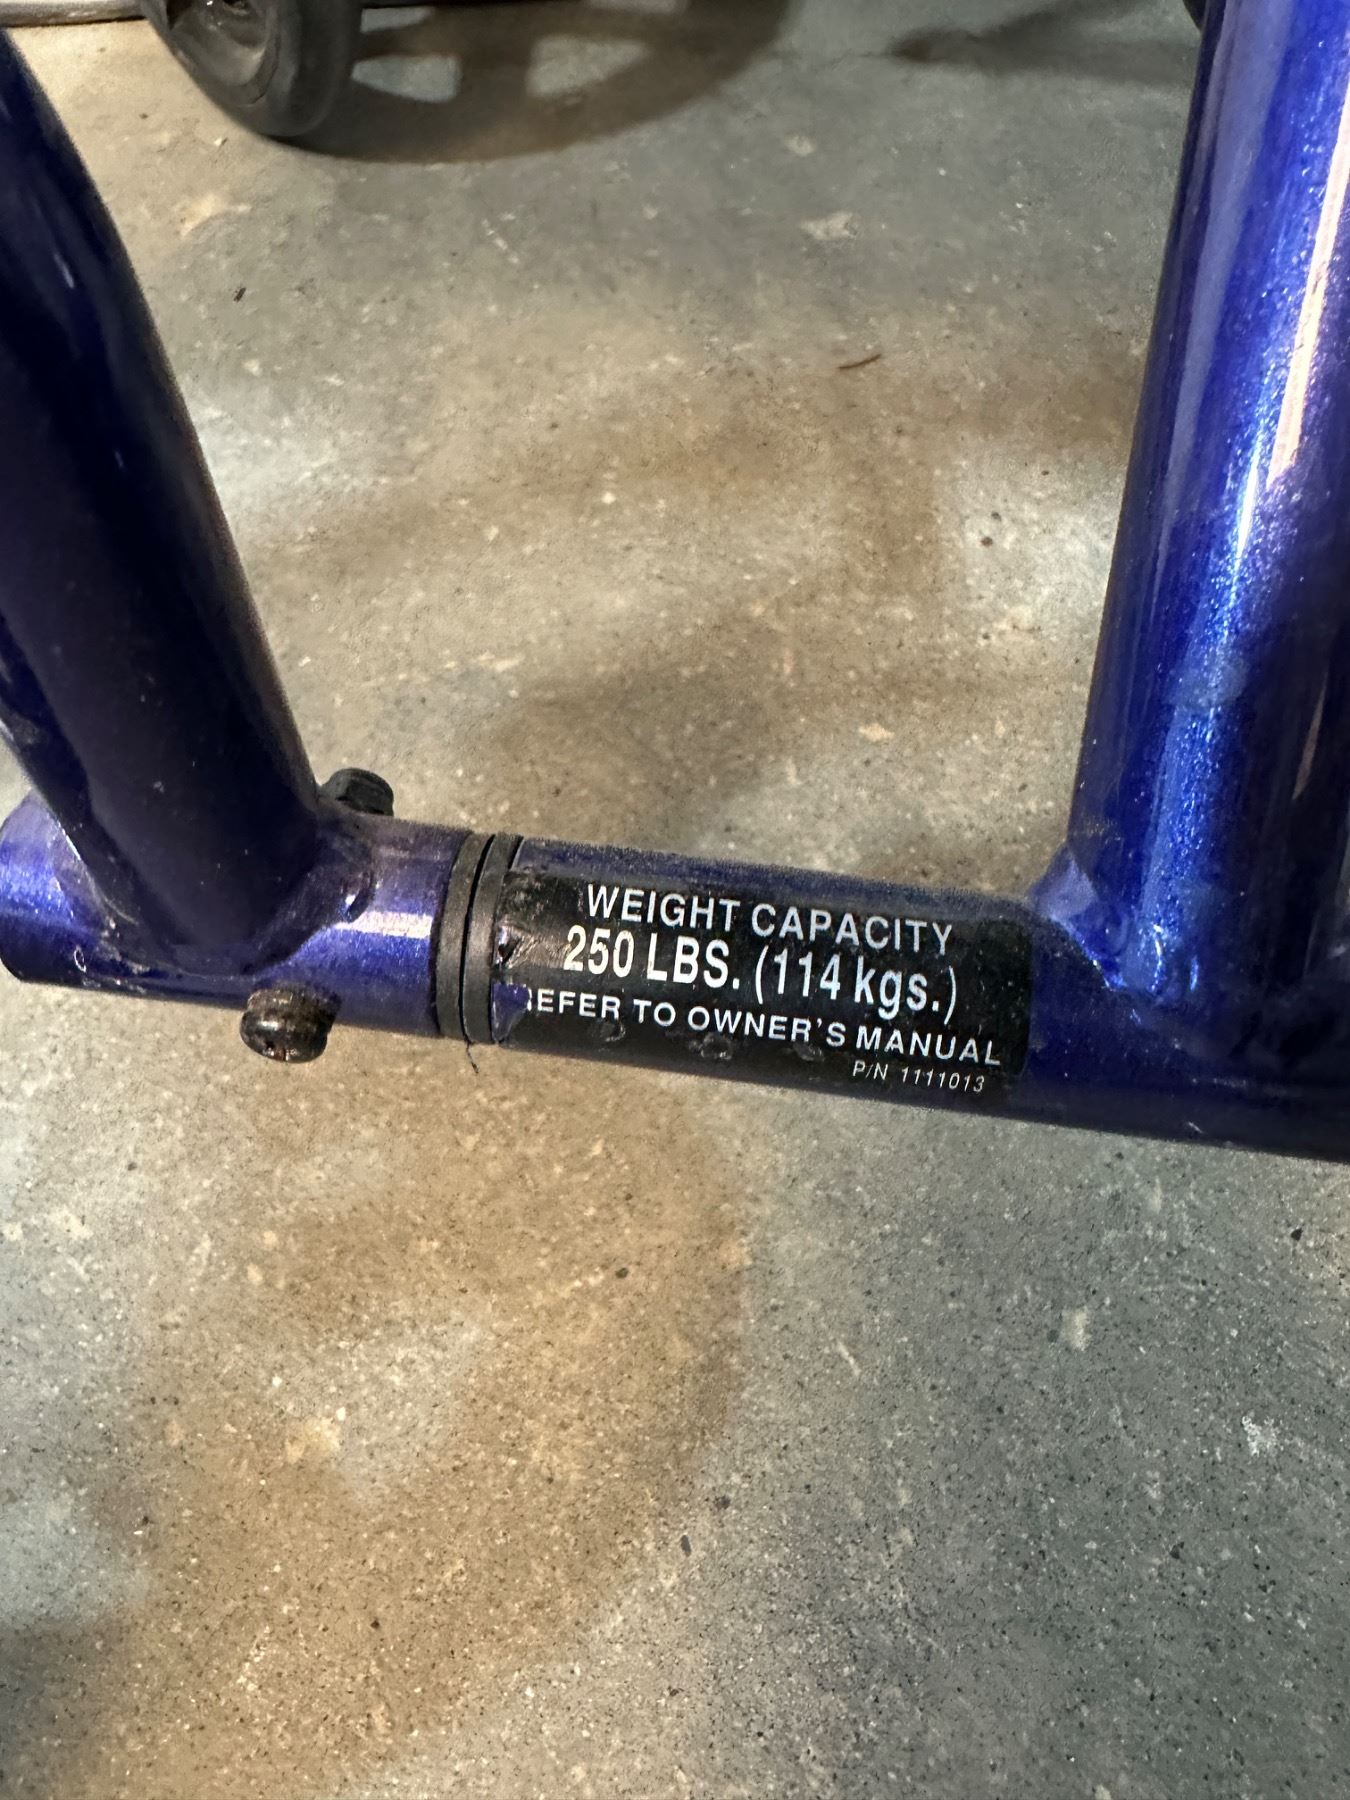 WEIGHT CAPACITY
250 LBS. (114 kgs.)
REFER TO OWNER'S MANUAL
P/N 1111013